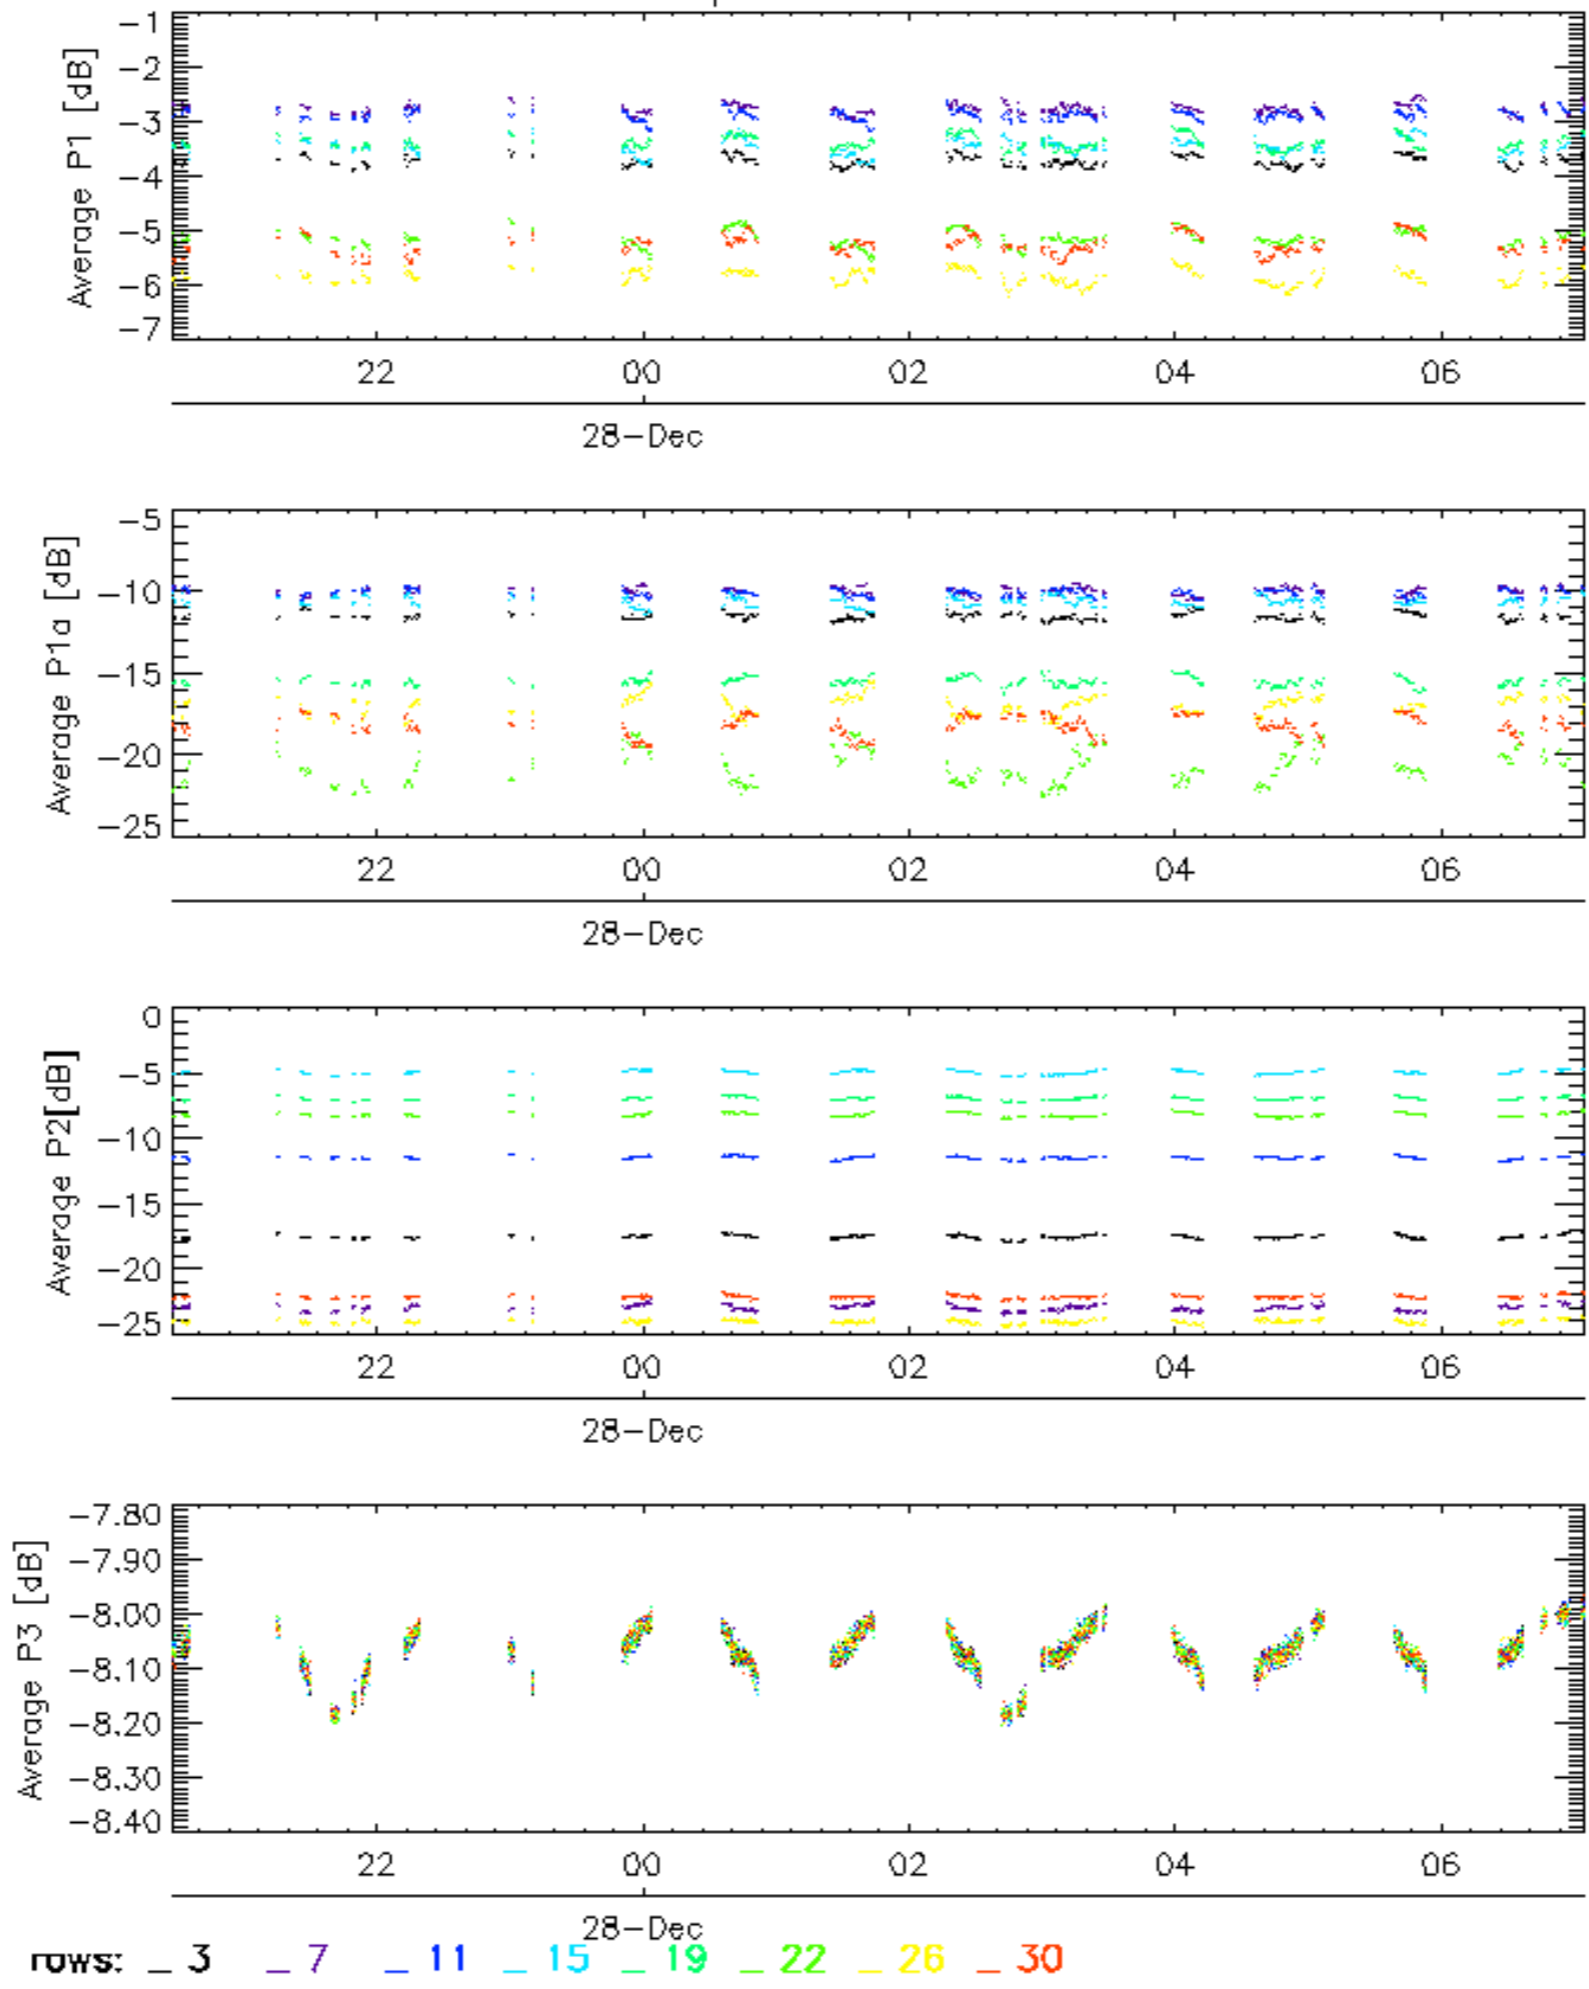 -1
-2
-3
-4
-5
-6
-7
Average P1 [dB]
22 00 02 04 06
28-Dec
-5
-10
-15
-20
-25
Average P1a [dB]
22 00 02 04 06
28-Dec
0
-5
-10
-15
-20
-25
Average P2[dB]
22 00 02 04 06
28-Dec
-7.80
-7.90
-8.00
-8.10
-8.20
-8.30
-8.40
Average P3 [dB]
22 00 02 04 06
28-Dec
rows: _ 3 _ 7 _ 11 _ 15 _ 19 _ 22 _ 26 _ 30